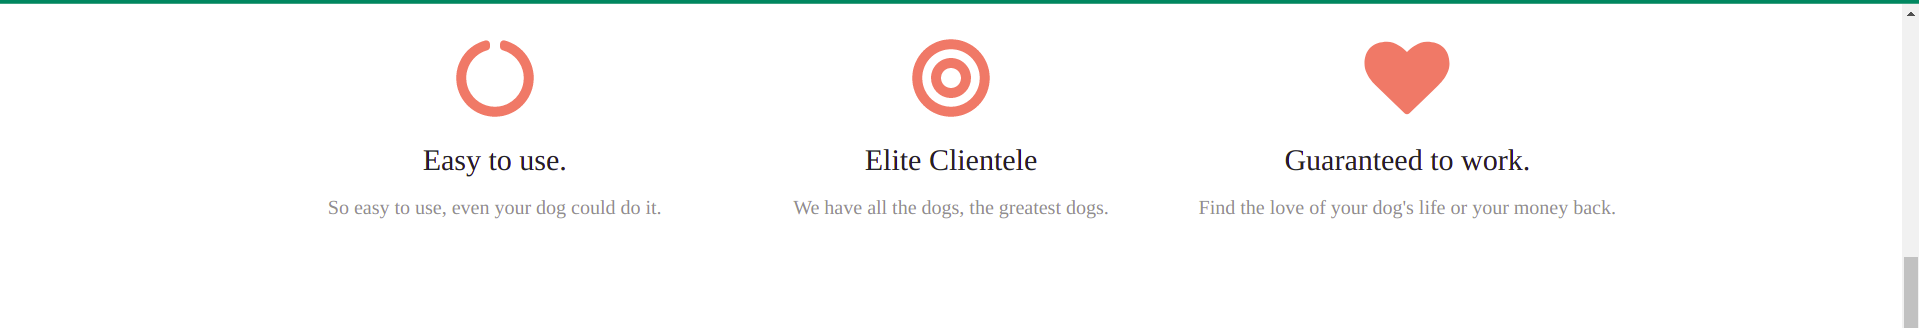 Easy to use.
Elite Clientele
Guaranteed to work.
So easy to use, even your dog could do it.
We have all the dogs, the greatest dogs.
Find the love of your dog's life or your money back.